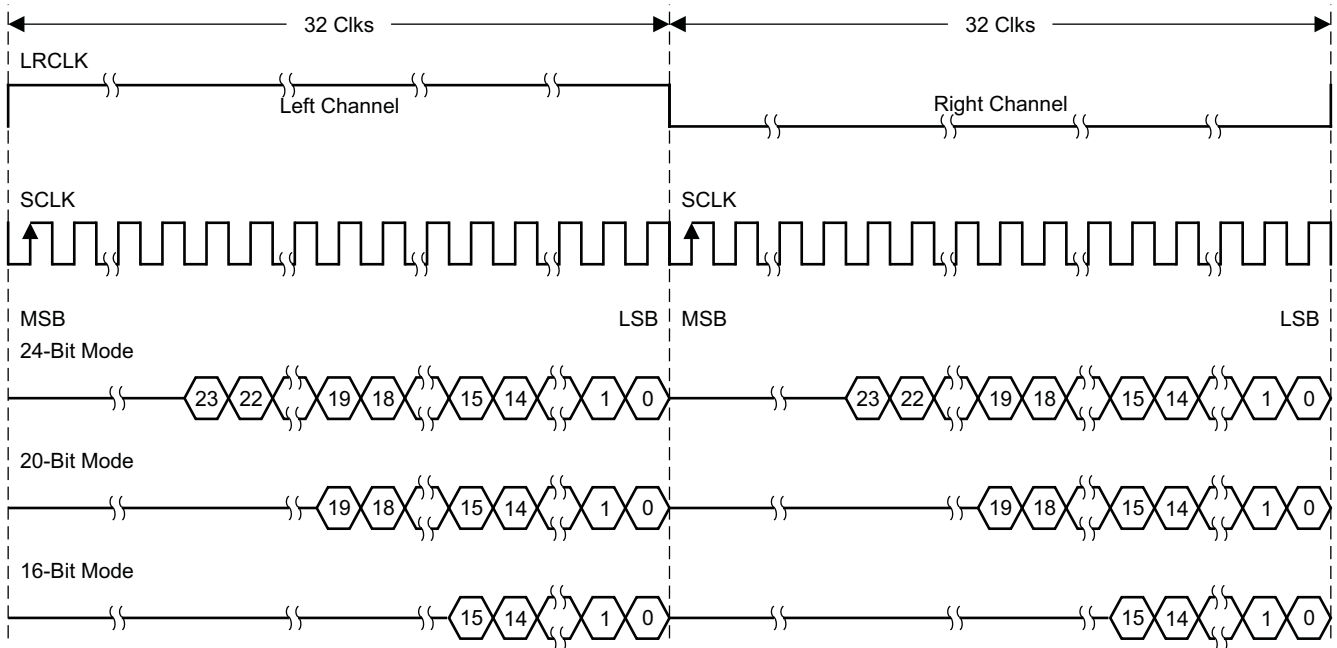 32 Clks 32 Clks
LRCLK
Left Channel Right Channel
SCLK SCLK
MSB LSB MSB LSB
24-Bit Mode
23 22 19 18 15 14 1 0 23 22 19 18 15 14 1 0
20-Bit Mode
19 18 15 14 1 0 19 18 15 14 1 0
16-Bit Mode
15 14 1 0 15 14 1 0